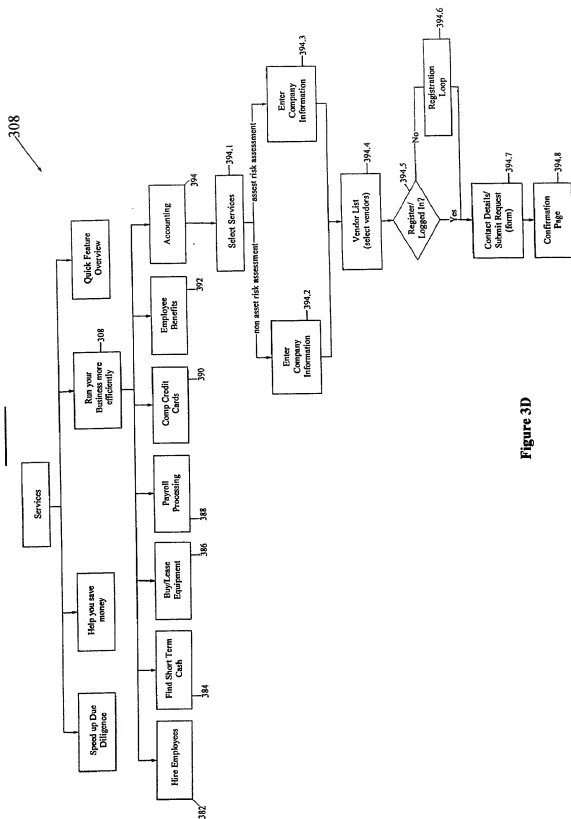 308
Services
Speed up Due
Diligence
Help you save
money
Run your
Business more
efficiently
308
Quick Feature
Overview
Hire Employees
382
Find Short Term
Cash
384
Buy/Lease
Equipment
386
Payroll
Processing
388
Comp Credit
Cards
390
Employee
Benefits
392
Accounting
394
Select Services
394,1
non asset risk assessment
assest risk assessment
Enter
Company
Information
394,2
Enter
Company
Information
394,3
Vendor List
(select vendors)
394,4
Register/
Logged In?
394,5
No
Yes
Registration
Loop
394,6
Contact Details/
Submit Request
(form)
394,7
Confirmation
Page
394,8
Figure 3D